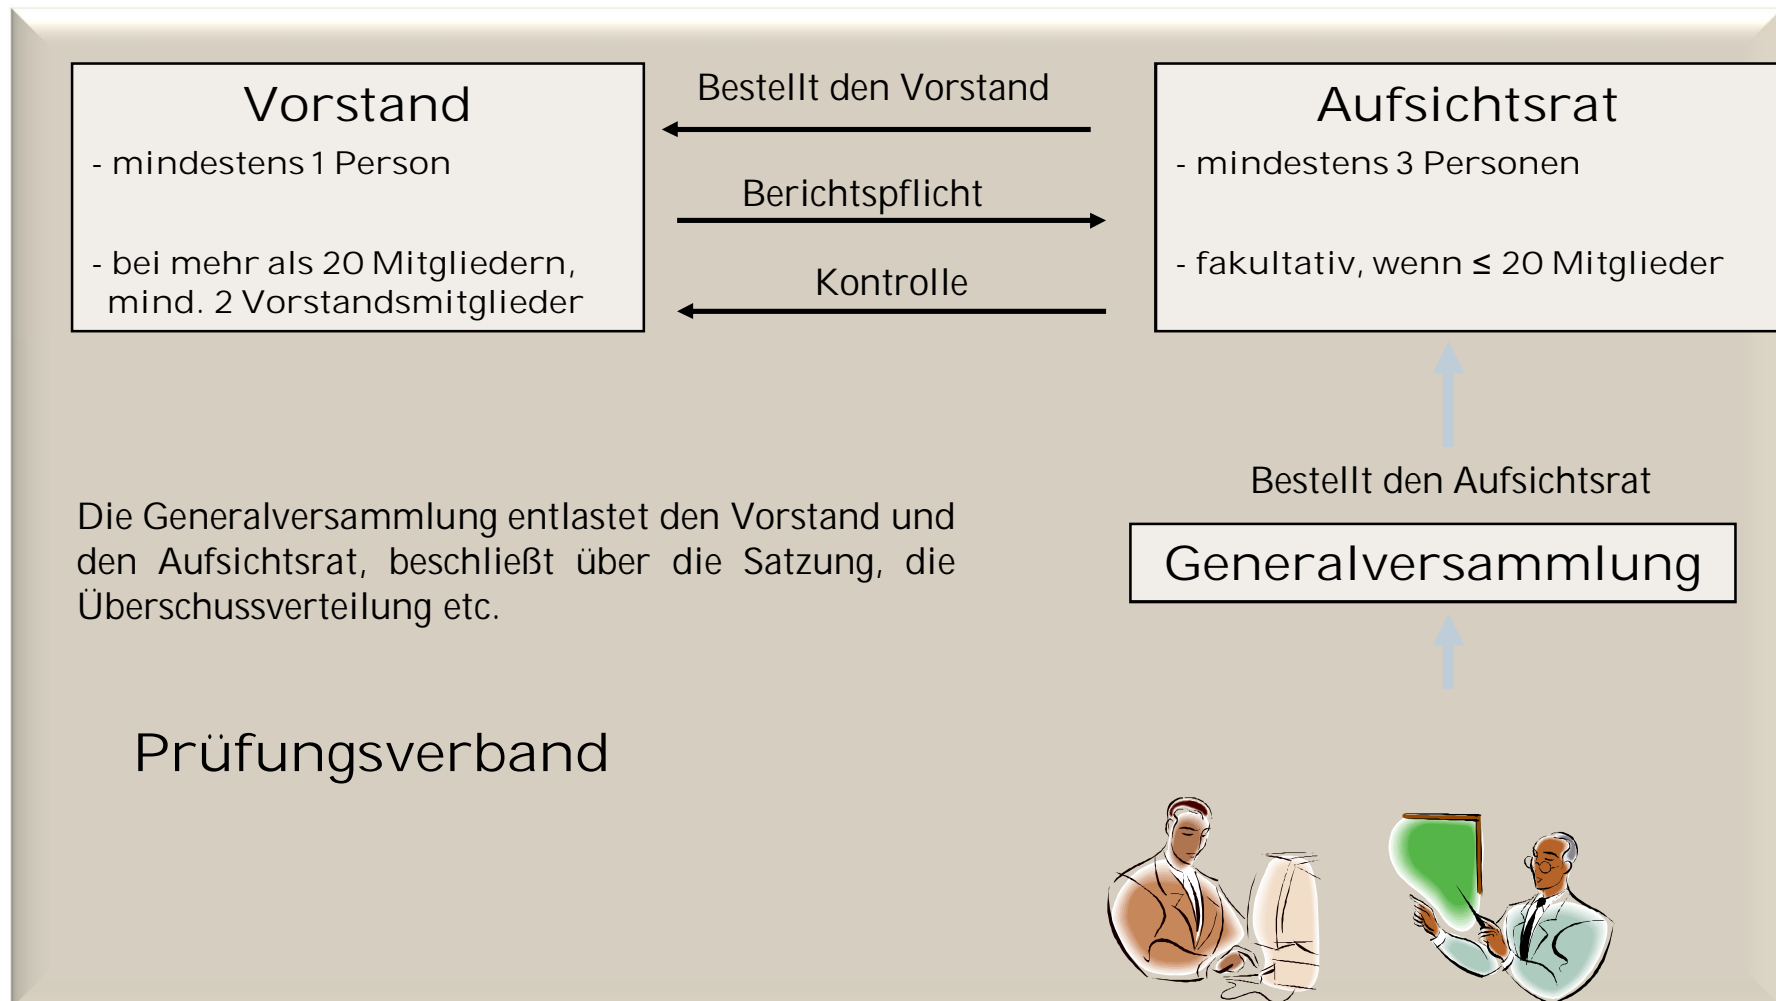 Vorstand
- mindestens 1 Person
- bei mehr als 20 Mitgliedern,
mind. 2 Vorstandsmitglieder
Bestellt den Vorstand
Berichtspflicht
Kontrolle
Aufsichtsrat
- mindestens 3 Personen
- fakultativ, wenn ≤ 20 Mitglieder
Bestellt den Aufsichtsrat
Generalversammlung
Die Generalversammlung entlastet den Vorstand und
den Aufsichtsrat, beschließt über die Satzung, die
Überschussverteilung etc.
Prüfungsverband